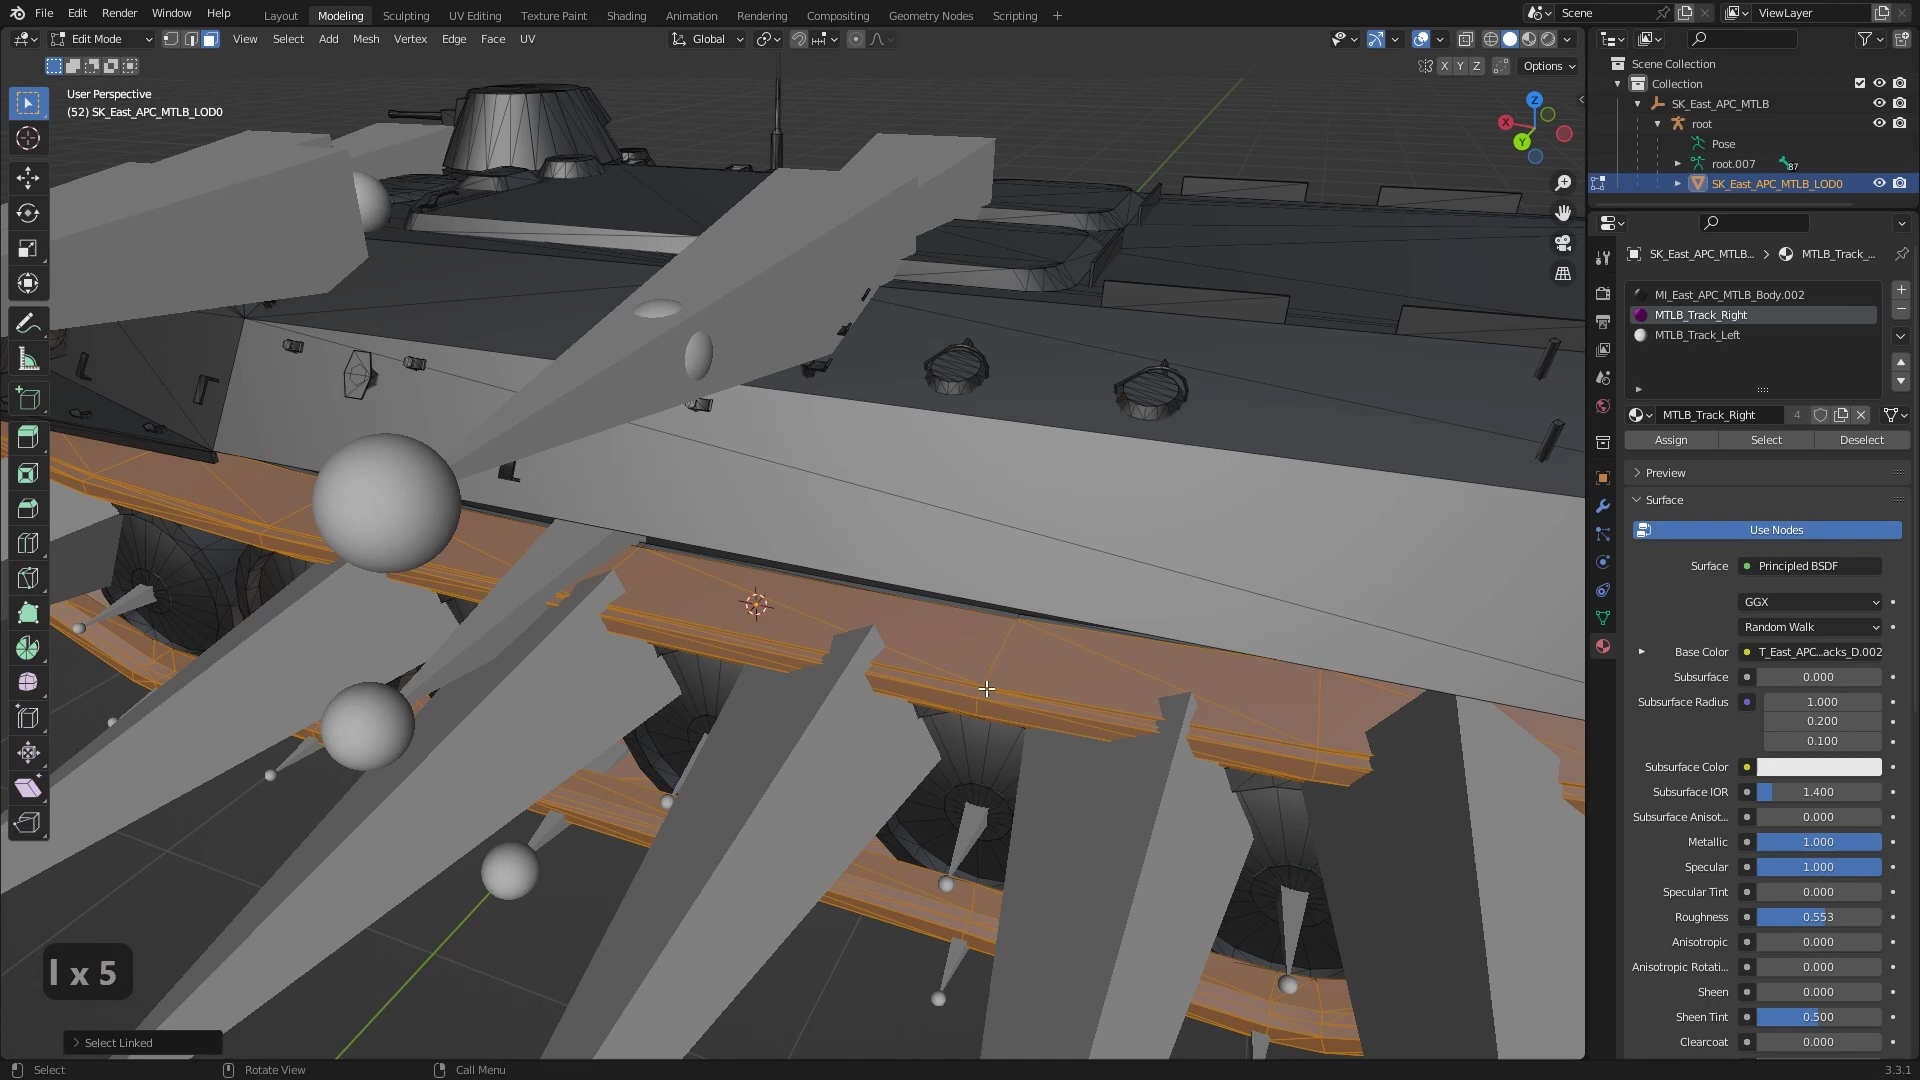 File Edit Render Window Help Layout Modeling Sculpting UV Editing Texture Paint Shading Animation Rendering Compositing Geometry Nodes Scripting + Scene ViewLayer
Edit Mode View Select Add Mesh Vertex Edge Face UV Global
X Y Z Options
User Perspective
(52) SK_East_APC_MTLB_LOD0
Z
X
Y
Scene Collection
Collection
SK_East_APC_MTLB
root
Pose
root.007 87
SK_East_APC_MTLB_LOD0
SK_East_APC_MTLB... > MTLB_Track_...
MI_East_APC_MTLB_Body.002
MTLB_Track_Right
MTLB_Track_Left
MTLB_Track_Right 4
Assign Select Deselect
Preview
Surface
Use Nodes
Surface Principled BSDF
GGX
Random Walk
Base Color T_East_APC...acks_D.002
Subsurface 0.000
Subsurface Radius 1.000
0.200
0.100
Subsurface Color
Subsurface IOR 1.400
Subsurface Anisot... 0.000
Metallic 1.000
Specular 1.000
Specular Tint 0.000
Roughness 0.553
Anisotropic 0.000
Anisotropic Rotati... 0.000
Sheen 0.000
Sheen Tint 0.500
Clearcoat 0.000
l x 5
Select Linked
Select Rotate View Call Menu 3.3.1